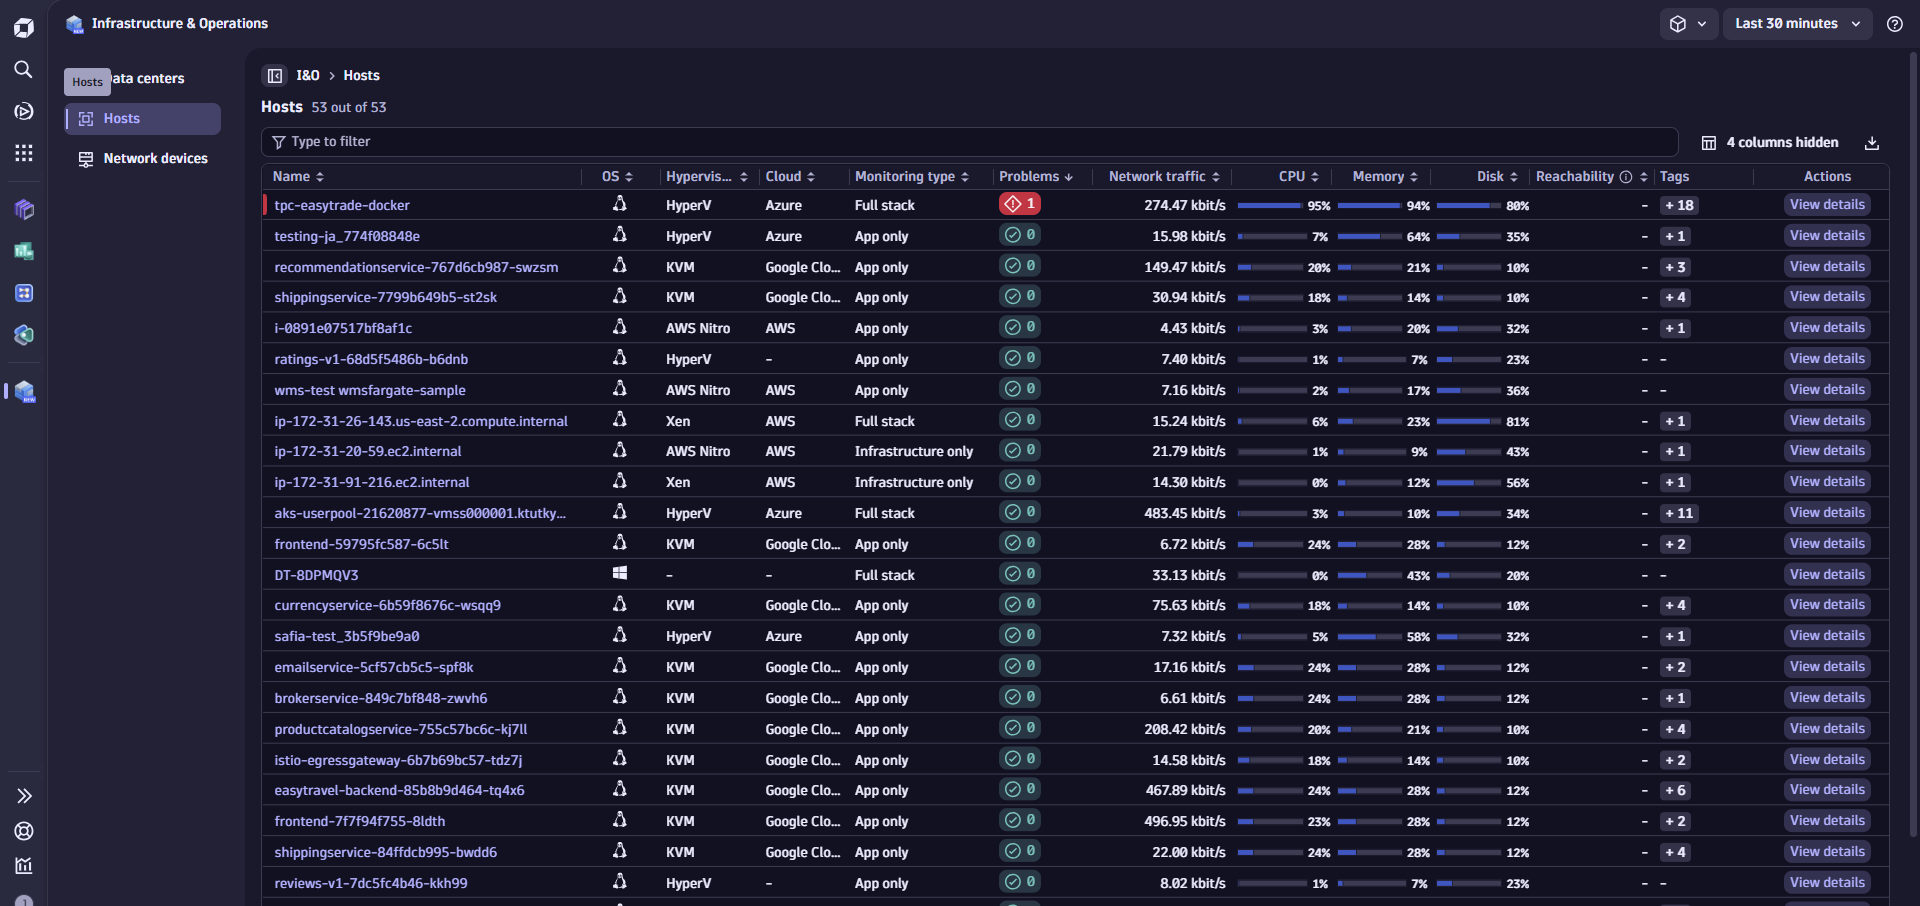 Infrastructure & Operations
Last 30 minutes
ata centers
Hosts
Hosts
Network devices
I&O > Hosts
Hosts 53 out of 53
Type to filter
4 columns hidden
Name OS Hypervis... Cloud Monitoring type Problems Network traffic CPU Memory Disk Reachability Tags Actions
tpc-easytrade-docker HyperV Azure Full stack 1 274.47 kbit/s 95% 94% 80% - + 18 View details
testing-ja_774f08848e HyperV Azure App only 0 15.98 kbit/s 7% 64% 35% - + 1 View details
recommendationservice-767d6cb987-swzsm KVM Google Clo... App only 0 149.47 kbit/s 20% 21% 10% - + 3 View details
shippingservice-7799b649b5-st2sk KVM Google Clo... App only 0 30.94 kbit/s 18% 14% 10% - + 4 View details
i-0891e07517bf8af1c AWS Nitro AWS App only 0 4.43 kbit/s 3% 20% 32% - + 1 View details
ratings-v1-68d5f5486b-b6dnb HyperV - App only 0 7.40 kbit/s 1% 7% 23% - - View details
wms-test wmsfargate-sample AWS Nitro AWS App only 0 7.16 kbit/s 2% 17% 36% - - View details
ip-172-31-26-143.us-east-2.compute.internal Xen AWS Full stack 0 15.24 kbit/s 6% 23% 81% - + 1 View details
ip-172-31-20-59.ec2.internal AWS Nitro AWS Infrastructure only 0 21.79 kbit/s 1% 9% 43% - + 1 View details
ip-172-31-91-216.ec2.internal Xen AWS Infrastructure only 0 14.30 kbit/s 0% 12% 56% - + 1 View details
aks-userpool-21620877-vmss000001.ktutky... HyperV Azure Full stack 0 483.45 kbit/s 3% 10% 34% - + 11 View details
frontend-59795fc587-6c5lt KVM Google Clo... App only 0 6.72 kbit/s 24% 28% 12% - + 2 View details
DT-8DPMQV3 - - Full stack 0 33.13 kbit/s 0% 43% 20% - - View details
currencyservice-6b59f8676c-wsqq9 KVM Google Clo... App only 0 75.63 kbit/s 18% 14% 10% - + 4 View details
safia-test_3b5f9be9a0 HyperV Azure App only 0 7.32 kbit/s 5% 58% 32% - + 1 View details
emailservice-5cf57cb5c5-spf8k KVM Google Clo... App only 0 17.16 kbit/s 24% 28% 12% - + 2 View details
brokerservice-849c7bf848-zwvh6 KVM Google Clo... App only 0 6.61 kbit/s 24% 28% 12% - + 1 View details
productcatalogservice-755c57bc6c-kj7ll KVM Google Clo... App only 0 208.42 kbit/s 20% 21% 10% - + 4 View details
istio-egressgateway-6b7b69bc57-tdz7j KVM Google Clo... App only 0 14.58 kbit/s 18% 14% 10% - + 2 View details
easytravel-backend-85b8b9d464-tq4x6 KVM Google Clo... App only 0 467.89 kbit/s 24% 28% 12% - + 6 View details
frontend-7f7f94f755-8ldth KVM Google Clo... App only 0 496.95 kbit/s 23% 28% 12% - + 2 View details
shippingservice-84ffdcb995-bwdd6 KVM Google Clo... App only 0 22.00 kbit/s 24% 28% 12% - + 4 View details
reviews-v1-7dc5fc4b46-kkh99 HyperV - App only 0 8.02 kbit/s 1% 7% 23% - - View details